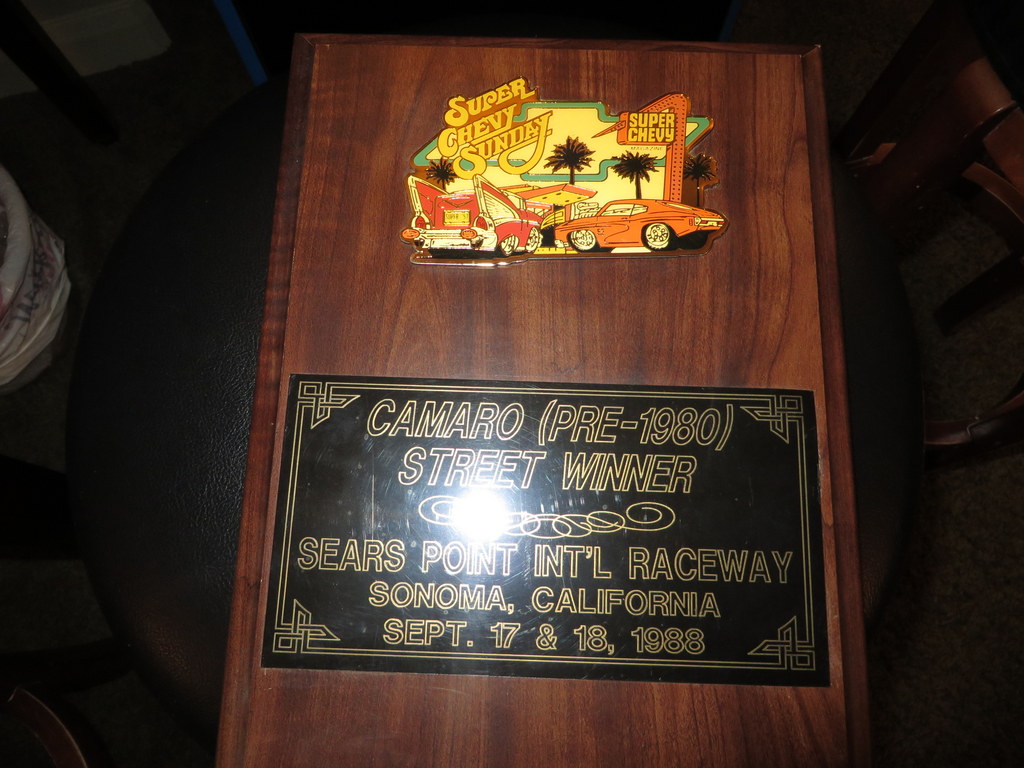 SUPER
CHEVY
SUNDAY
SUPER
CHEVY
MAGAZINE
CAMARO (PRE-1980)
STREET WINNER
SEARS POINT INT'L RACEWAY
SONOMA, CALIFORNIA
SEPT. 17 & 18, 1988